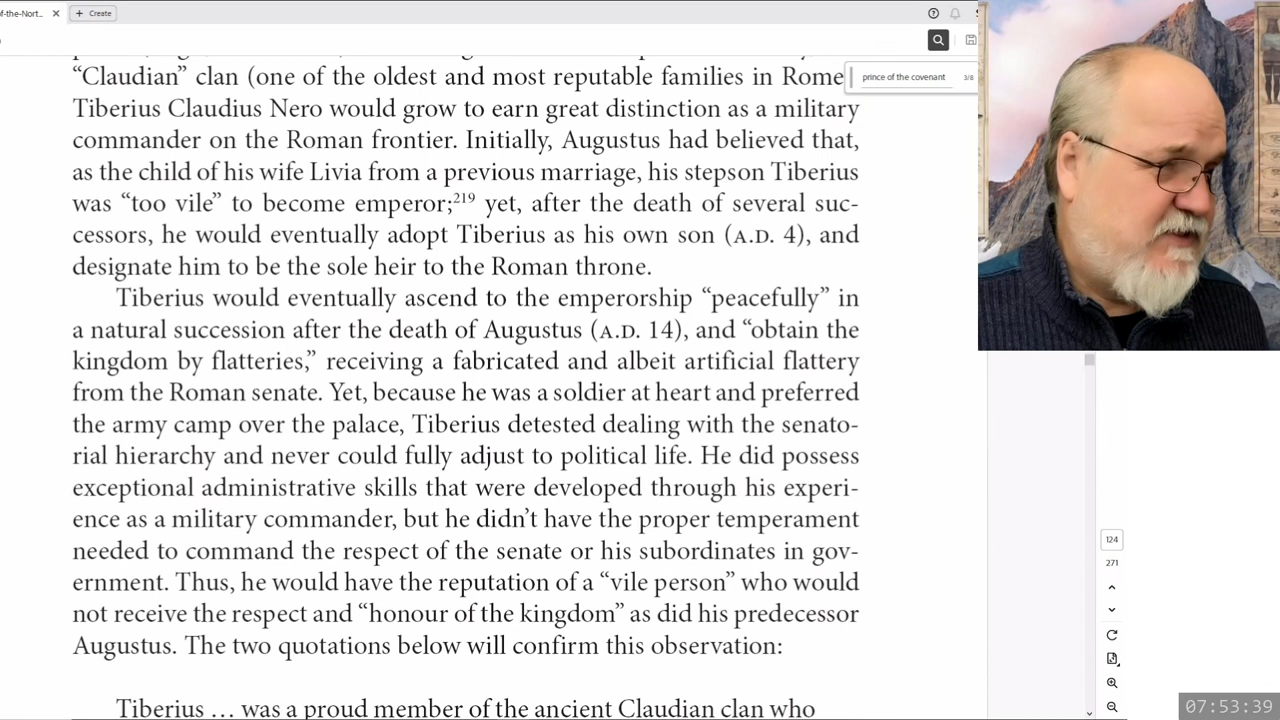 of-the-Nort...
Create
prince of the covenant
3/8
“Claudian” clan (one of the oldest and most reputable families in Rome
Tiberius Claudius Nero would grow to earn great distinction as a military
commander on the Roman frontier. Initially, Augustus had believed that,
as the child of his wife Livia from a previous marriage, his stepson Tiberius
was “too vile” to become emperor;219 yet, after the death of several suc-
cessors, he would eventually adopt Tiberius as his own son (A.D. 4), and
designate him to be the sole heir to the Roman throne.
Tiberius would eventually ascend to the emperorship “peacefully” in
a natural succession after the death of Augustus (A.D. 14), and “obtain the
kingdom by flatteries,” receiving a fabricated and albeit artificial flattery
from the Roman senate. Yet, because he was a soldier at heart and preferred
the army camp over the palace, Tiberius detested dealing with the senato-
rial hierarchy and never could fully adjust to political life. He did possess
exceptional administrative skills that were developed through his experi-
ence as a military commander, but he didn’t have the proper temperament
needed to command the respect of the senate or his subordinates in gov-
ernment. Thus, he would have the reputation of a “vile person” who would
not receive the respect and “honour of the kingdom” as did his predecessor
Augustus. The two quotations below will confirm this observation:
Tiberius … was a proud member of the ancient Claudian clan who
124
271
07:53:39